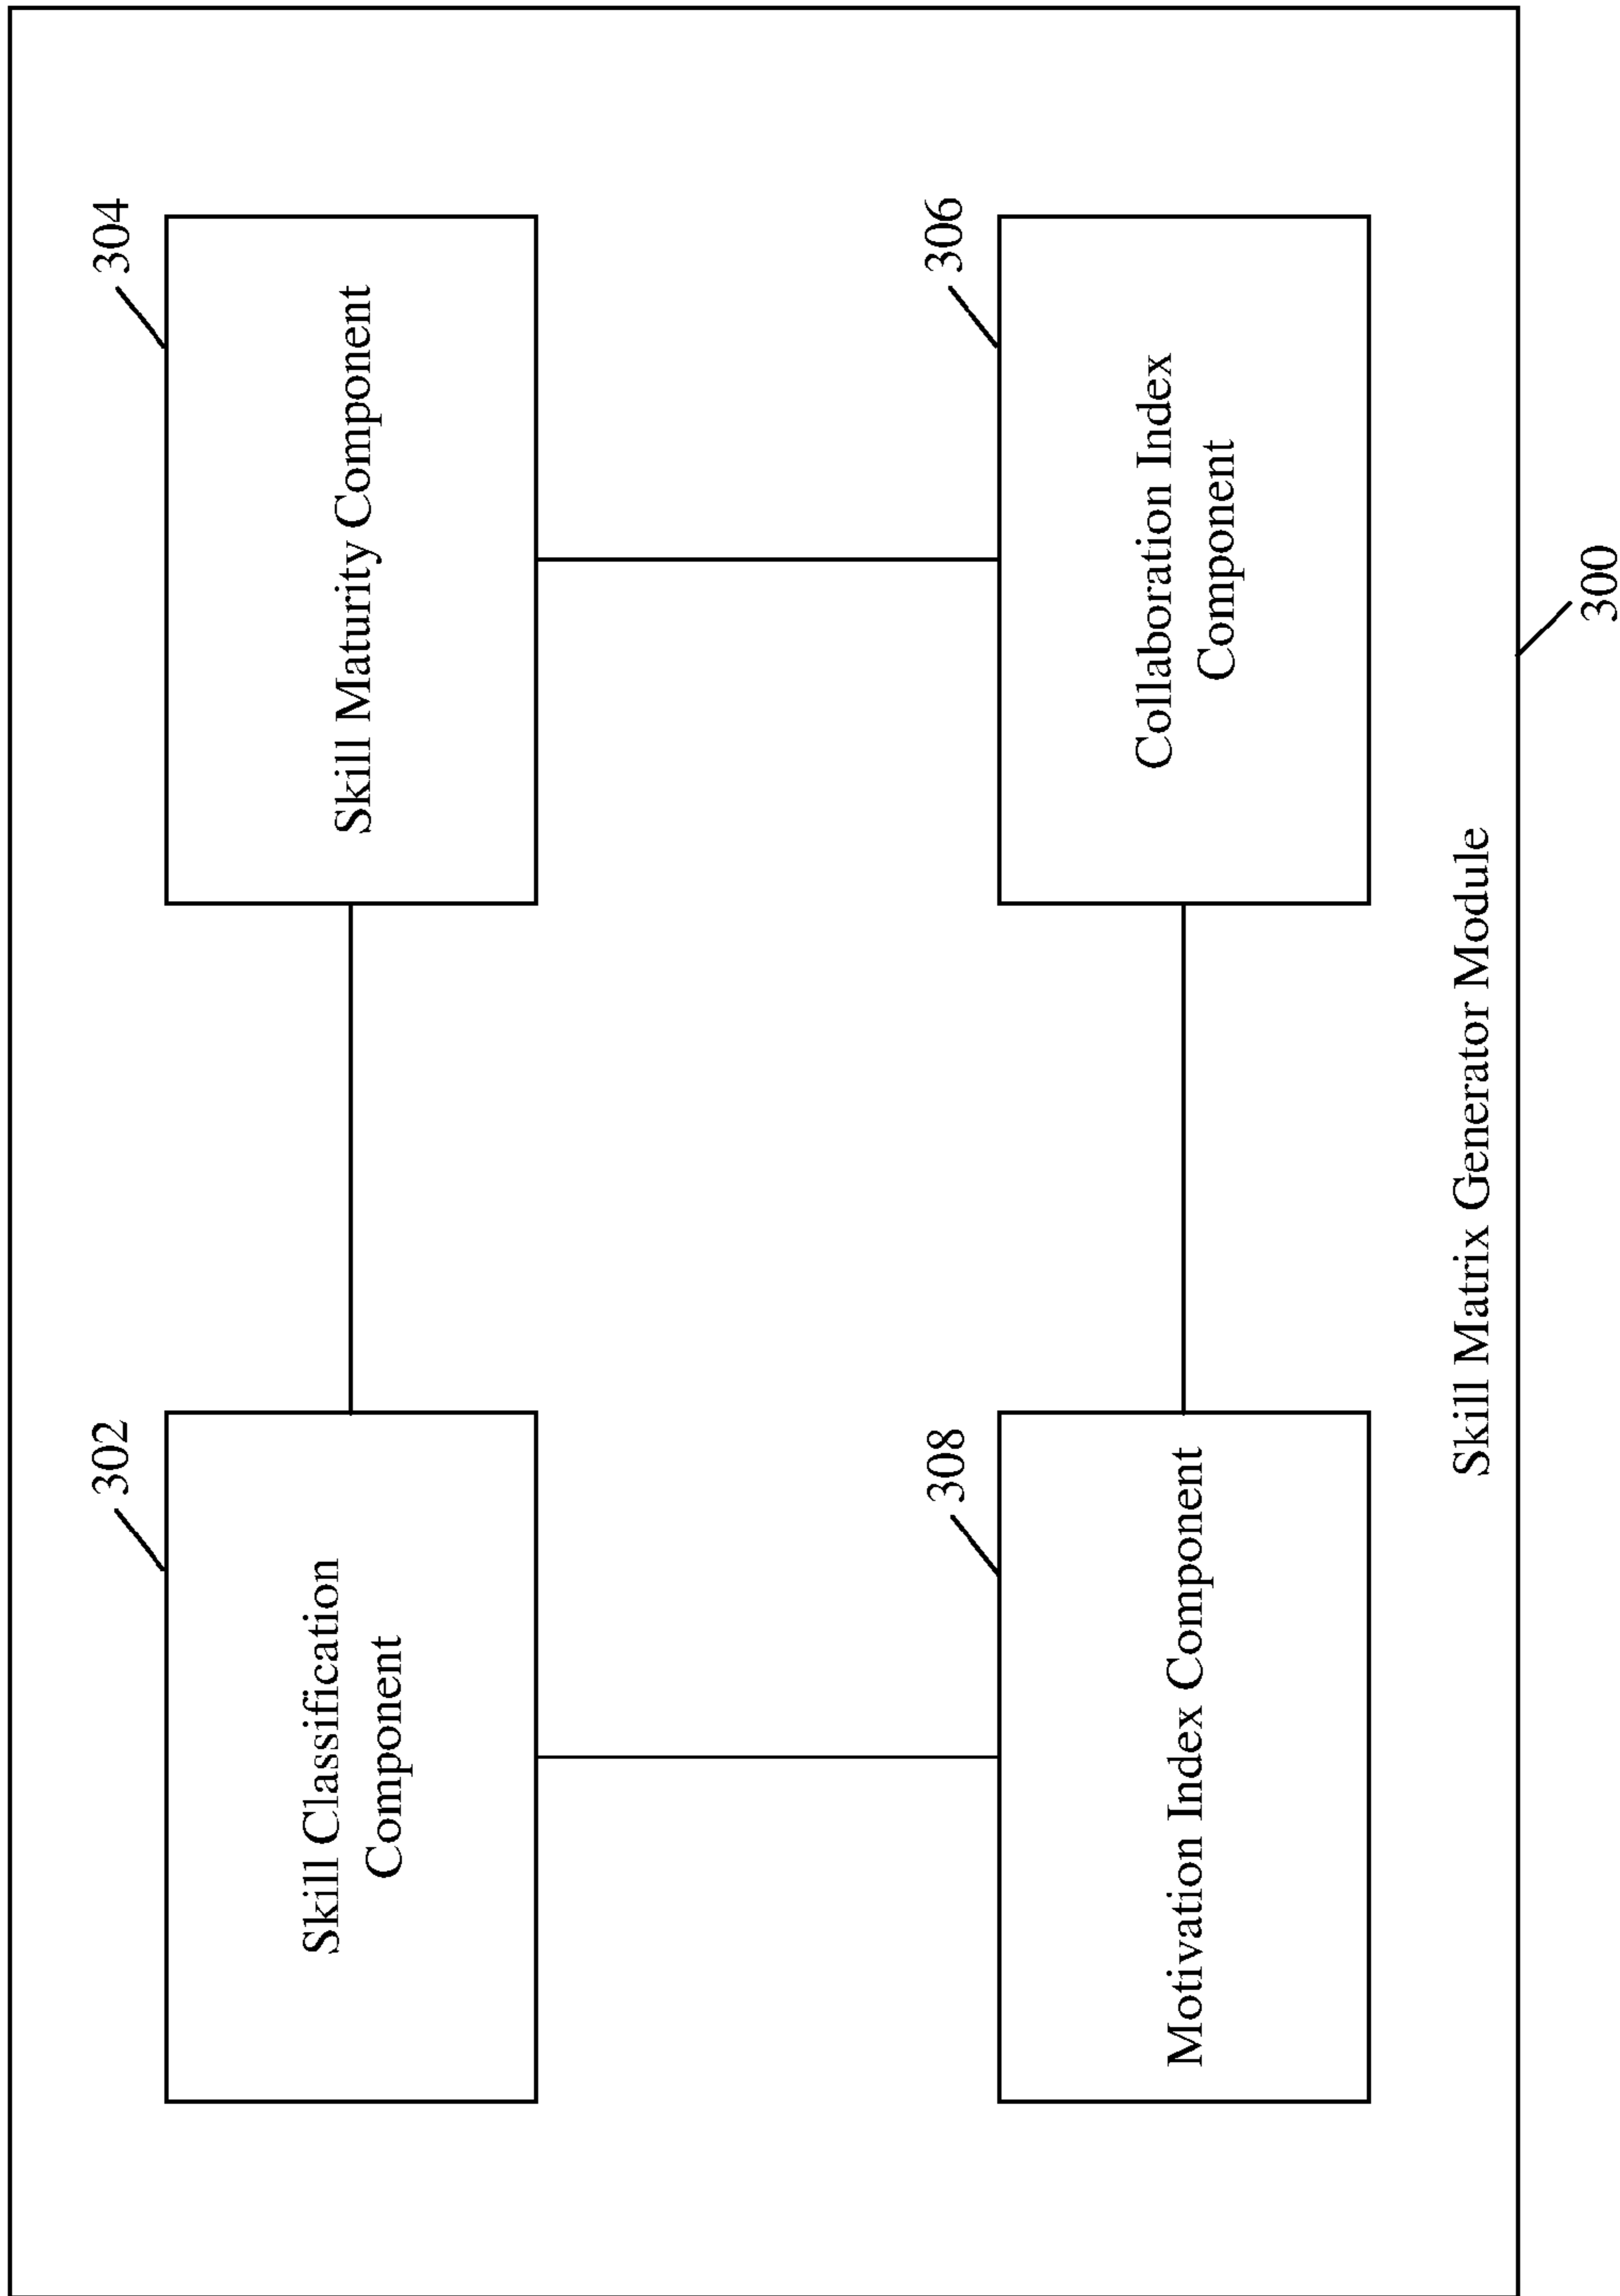 302
Skill Classification
Component
304
Skill Maturity Component
308
Motivation Index Component
306
Collaboration Index
Component
Skill Matrix Generator Module
300